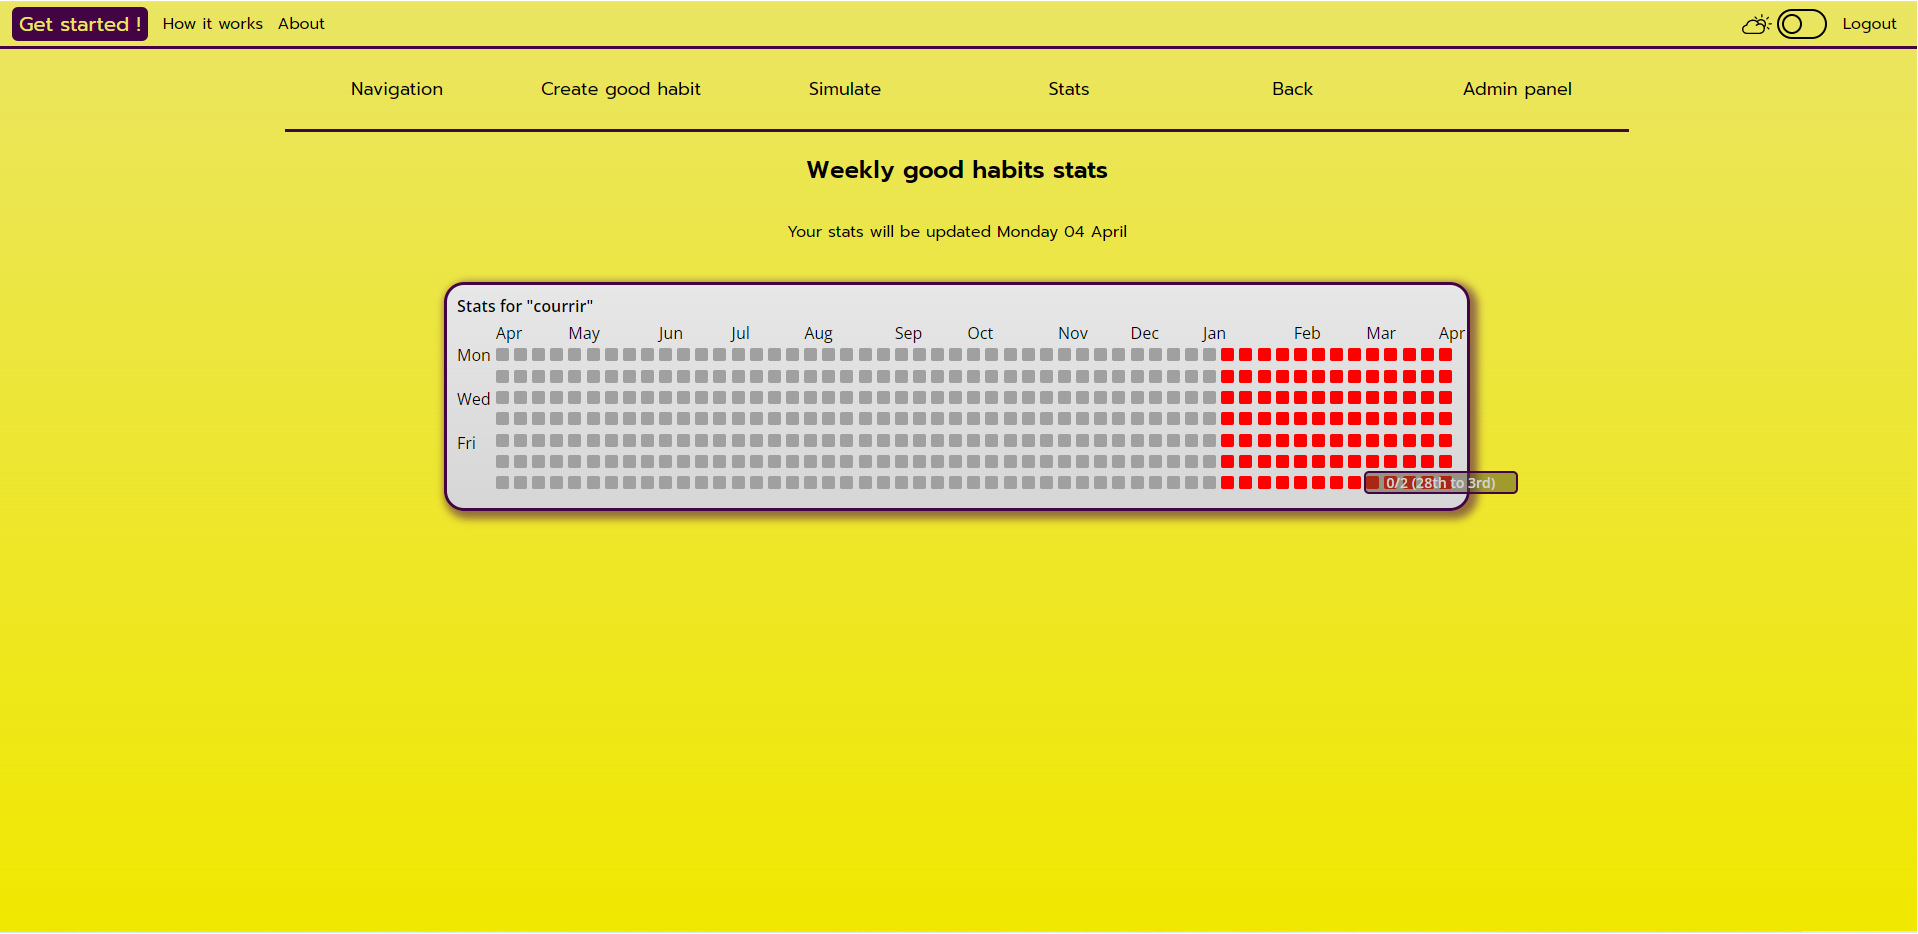 Get started ! How it works About Logout
Navigation Create good habit Simulate Stats Back Admin panel
Weekly good habits stats
Your stats will be updated Monday 04 April
Stats for "courrir"
Apr May Jun Jul Aug Sep Oct Nov Dec Jan Feb Mar Apr
Mon
Wed
Fri
0/2 (28th to 3rd)